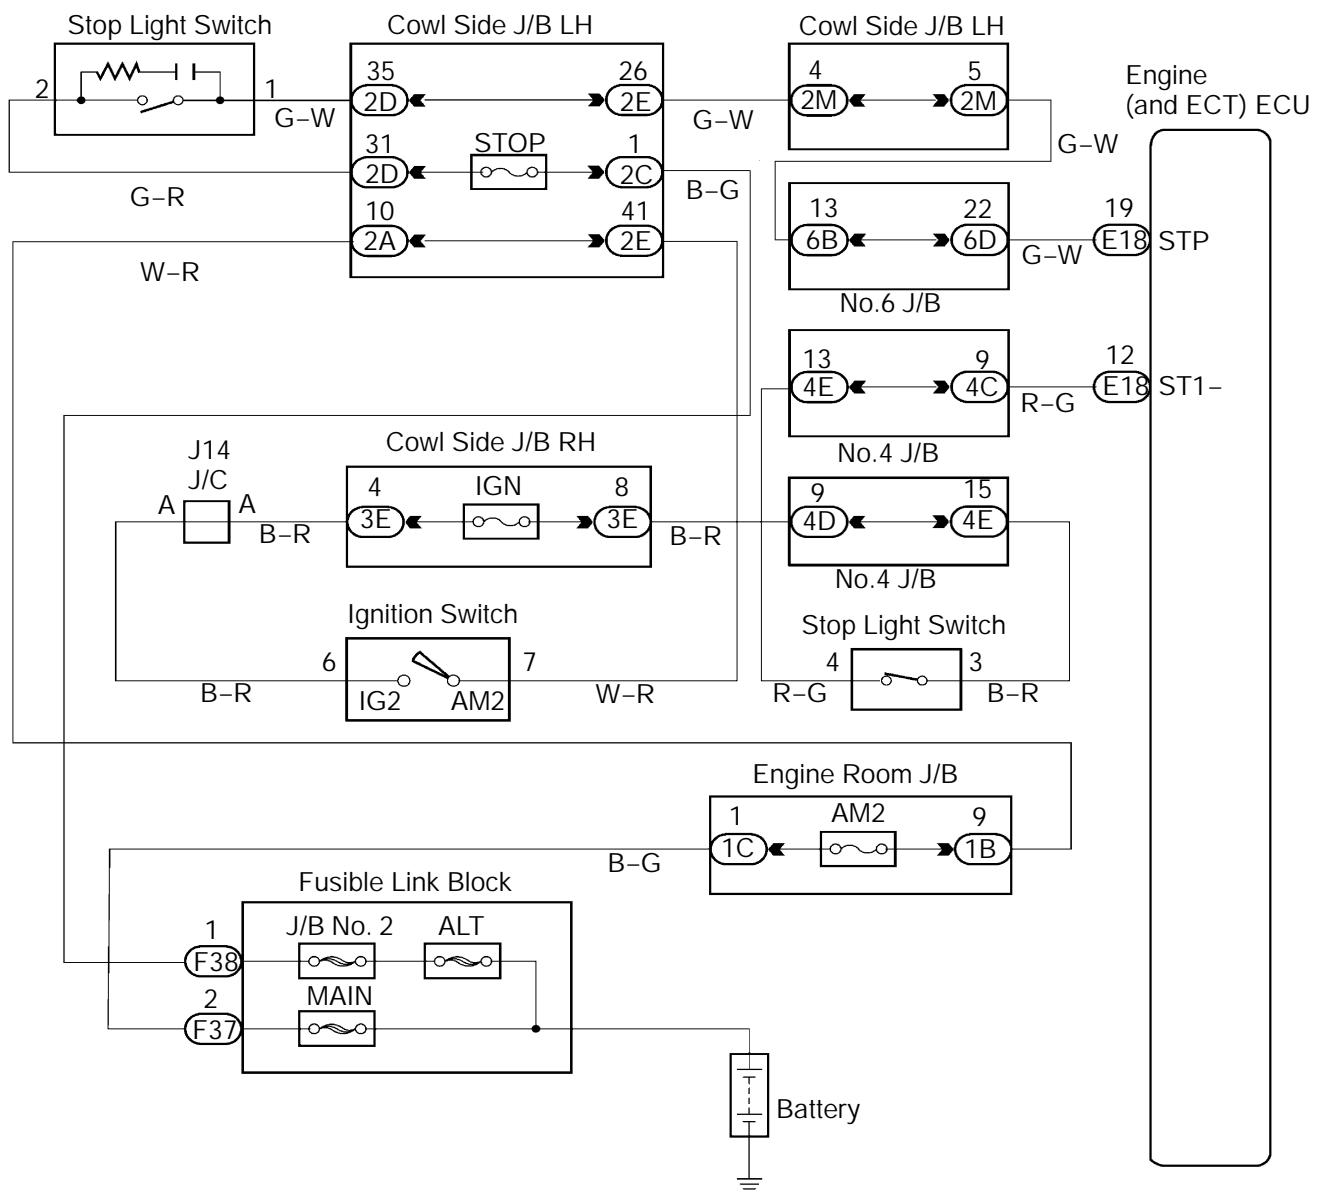 Stop Light Switch
Cowl Side J/B LH
Cowl Side J/B LH
Engine
(and ECT) ECU
2
1
G–W
35
2D
26
2E
G–W
4
2M
5
2M
G–W
31
2D
STOP
1
2C
B–G
G–R
10
2A
41
2E
W–R
13
6B
22
6D
G–W
19
E18
STP
No.6 J/B
13
4E
9
4C
R–G
12
E18
ST1–
No.4 J/B
J14
J/C
A
A
B–R
Cowl Side J/B RH
4
3E
IGN
8
3E
B–R
9
4D
15
4E
No.4 J/B
Ignition Switch
6
7
B–R
IG2
AM2
W–R
Stop Light Switch
4
3
R–G
B–R
Engine Room J/B
1
1C
AM2
9
1B
B–G
Fusible Link Block
1
F38
J/B No. 2
ALT
2
F37
MAIN
Battery